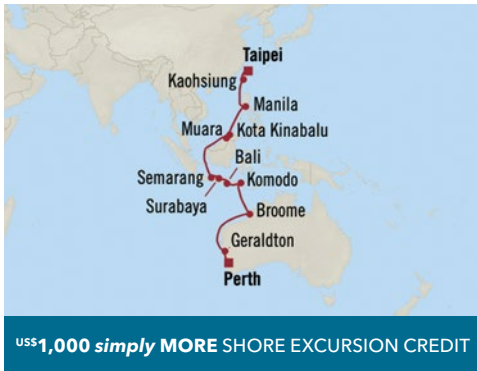 Taipei
Kaohsiung
Manila
Muara
Kota Kinabalu
Bali
Semarang
Komodo
Surabaya
Broome
Geraldton
Perth
US$1,000 simply MORE SHORE EXCURSION CREDIT